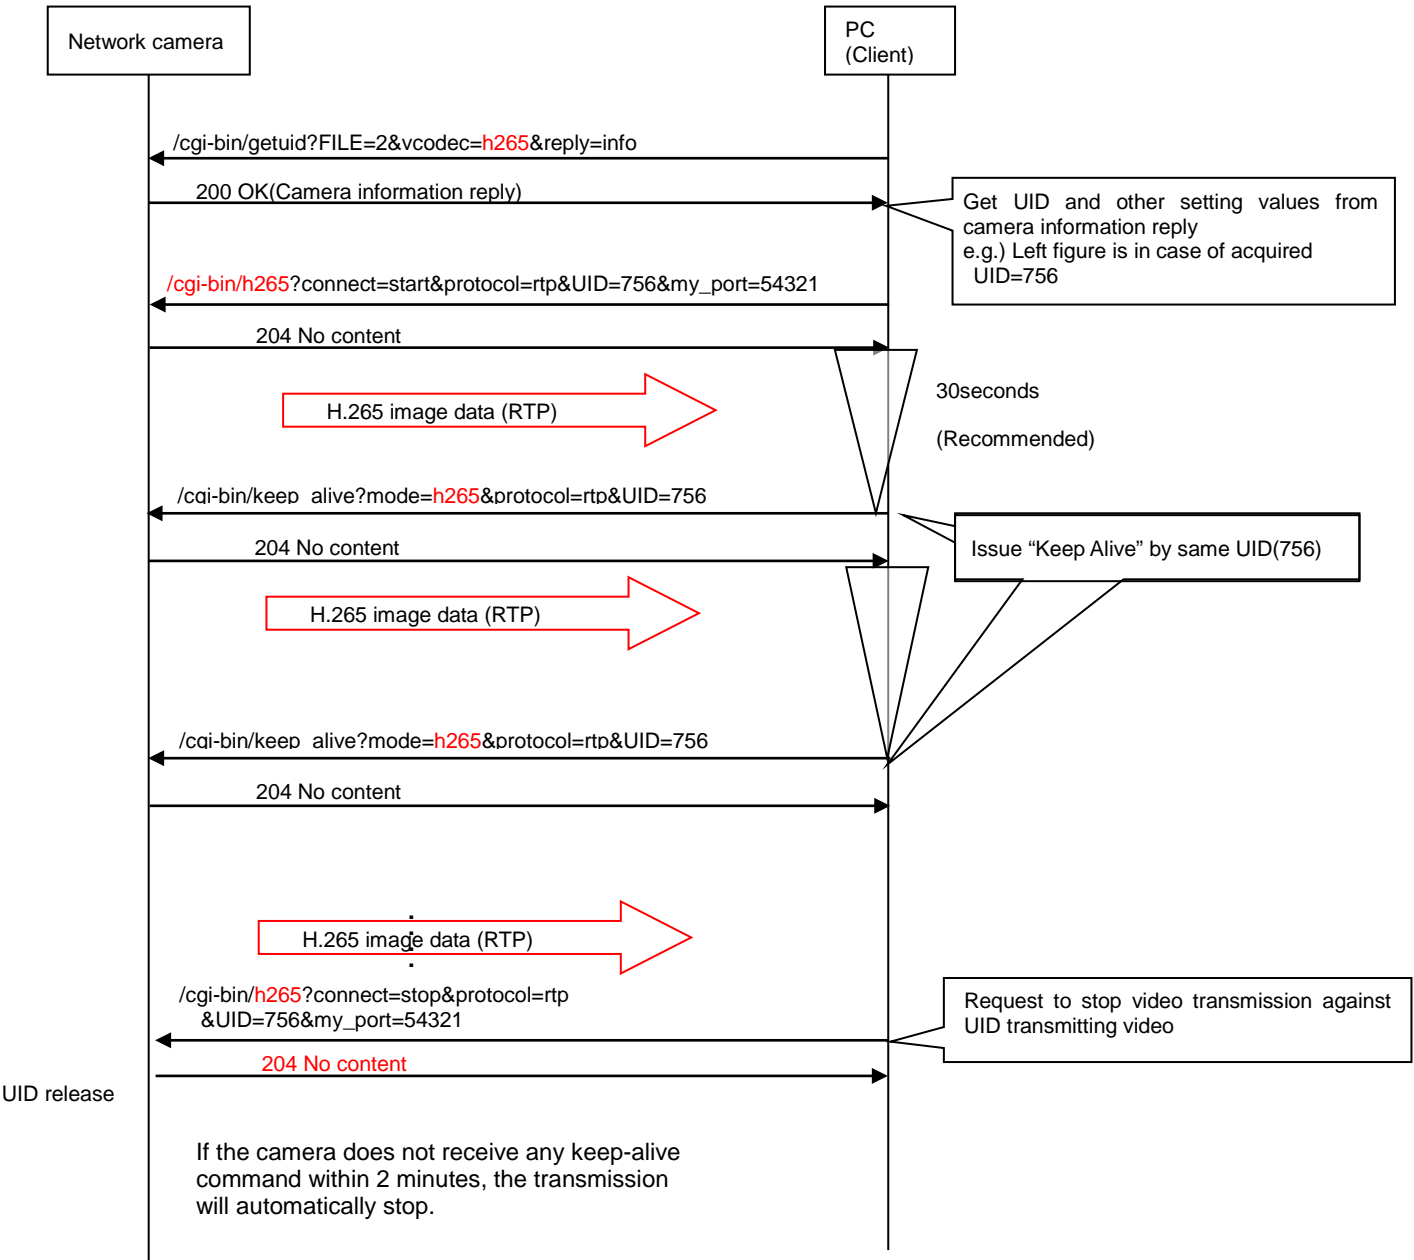 Network camera
PC
(Client)
/cgi-bin/getuid?FILE=2&vcodec=h265&reply=info
200 OK(Camera information reply)
Get UID and other setting values from
camera information reply
e.g.) Left figure is in case of acquired
UID=756
/cgi-bin/h265?connect=start&protocol=rtp&UID=756&my_port=54321
204 No content
30seconds
H.265 image data (RTP)
(Recommended)
/cgi-bin/keep_alive?mode=h265&protocol=rtp&UID=756
Issue “Keep Alive” by same UID(756)
204 No content
H.265 image data (RTP)
/cgi-bin/keep_alive?mode=h265&protocol=rtp&UID=756
204 No content
H.265 image data (RTP)
/cgi-bin/h265?connect=stop&protocol=rtp
&UID=756&my_port=54321
Request to stop video transmission against
UID transmitting video
204 No content
UID release
If the camera does not receive any keep-alive
command within 2 minutes, the transmission
will automatically stop.